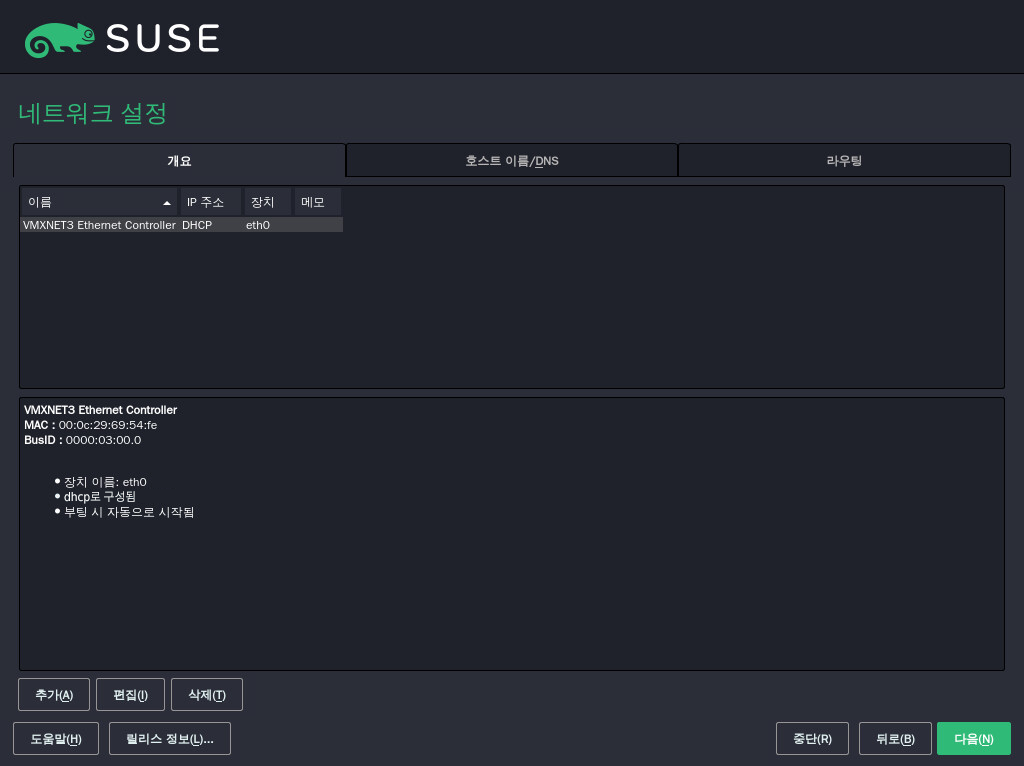 SUSE
네트워크 설정
개요 호스트 이름/DNS 라우팅
이름 IP 주소 장치 메모
VMXNET3 Ethernet Controller DHCP eth0
VMXNET3 Ethernet Controller
MAC : 00:0c:29:69:54:fe
BusID : 0000:03:00.0
• 장치 이름: eth0
• dhcp로 구성됨
• 부팅 시 자동으로 시작됨
추가(A) 편집(I) 삭제(T)
도움말(H) 릴리스 정보(L)... 중단(R) 뒤로(B) 다음(N)